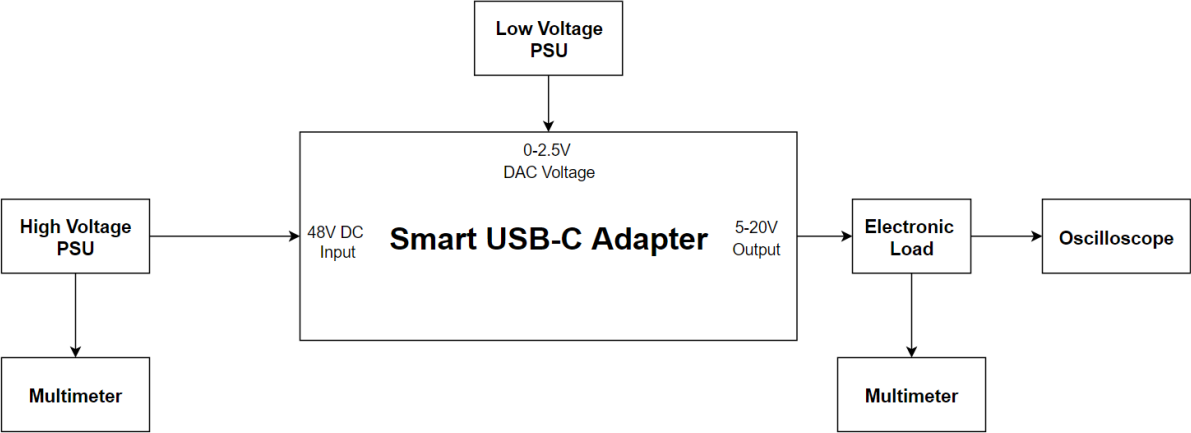 Low Voltage
PSU
0-2.5V
DAC Voltage
High Voltage
PSU
48V DC
Input
Smart USB-C Adapter
5-20V
Output
Electronic
Load
Oscilloscope
Multimeter
Multimeter